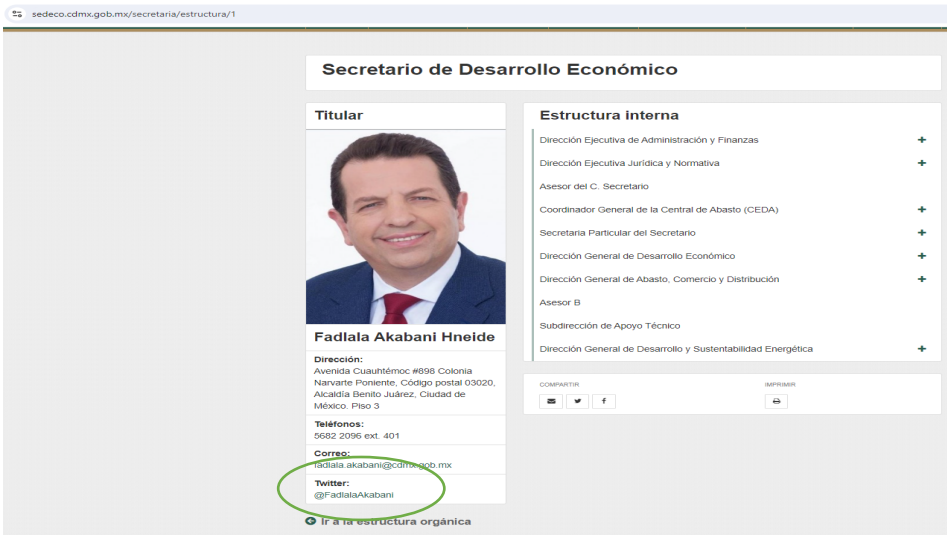 sedeco.cdmx.gob.mx/secretaria/estructura/1
Secretario de Desarrollo Económico
Titular
Fadlala Akabani Hneide
Dirección:
Avenida Cuauhtémoc #898 Colonia
Narvarte Poniente, Código postal 03020,
Alcaldía Benito Juárez, Ciudad de
México. Piso 3
Teléfonos:
5682 2096 ext. 401
Correo:
fadlala.akabani@cdmx.gob.mx
Twitter:
@FadlalaAkabani
Ir a la estructura orgánica
Estructura interna
Dirección Ejecutiva de Administración y Finanzas
Dirección Ejecutiva Jurídica y Normativa
Asesor del C. Secretario
Coordinador General de la Central de Abasto (CEDA)
Secretaria Particular del Secretario
Dirección General de Desarrollo Económico
Dirección General de Abasto, Comercio y Distribución
Asesor B
Subdirección de Apoyo Técnico
Dirección General de Desarrollo y Sustentabilidad Energética
COMPARTIR
IMPRIMIR